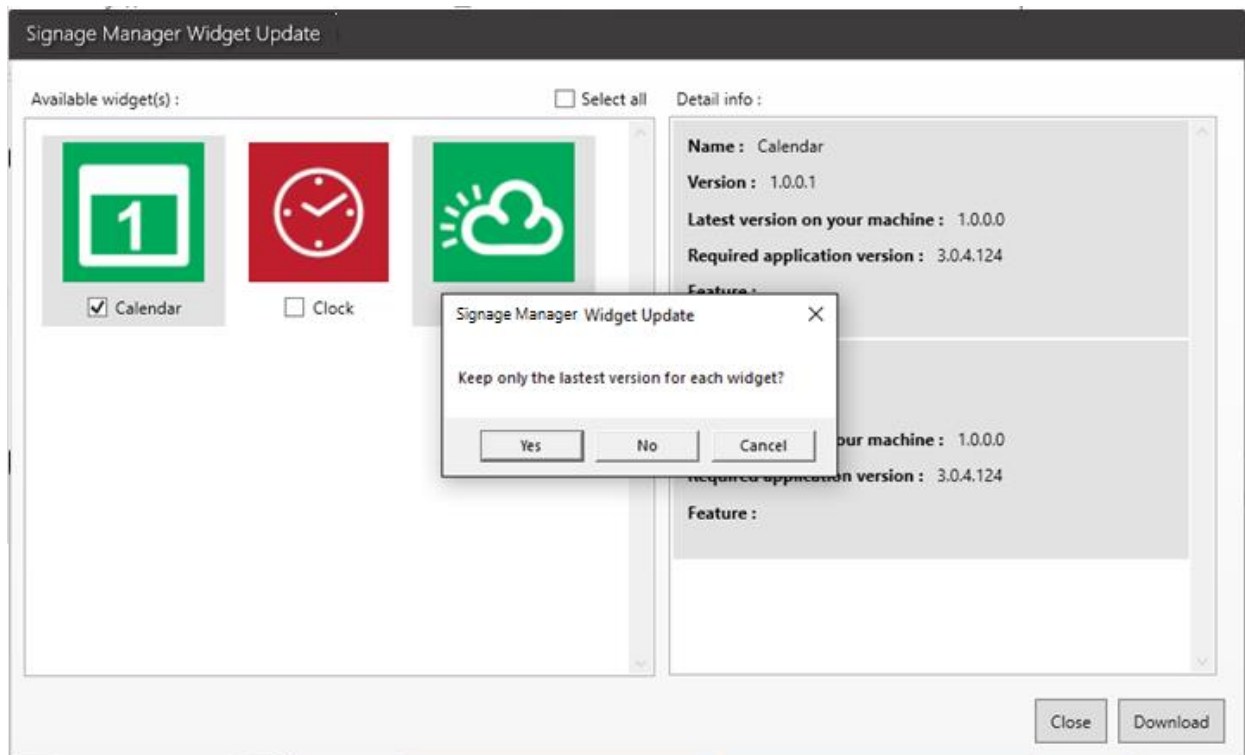 Signage Manager Widget Update
Available widget(s) :
Select all
Detail info :
1
Calendar
Clock
Name : Calendar
Version : 1.0.0.1
Latest version on your machine : 1.0.0.0
Required application version : 3.0.4.124
Feature :
Signage Manager Widget Update
Keep only the lastest version for each widget?
Yes
No
Cancel
our machine : 1.0.0.0
Required application version : 3.0.4.124
Feature :
Close
Download